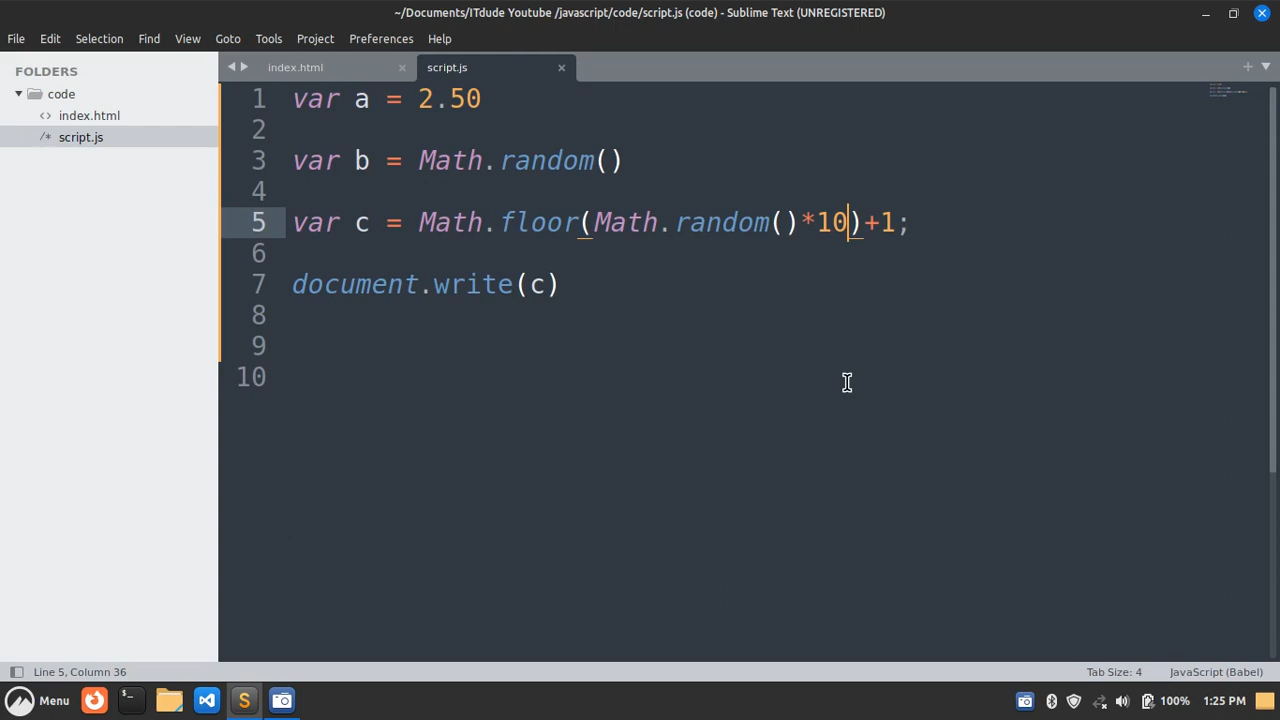 ~/Documents/ITdude Youtube /javascript/code/script.js (code) - Sublime Text (UNREGISTERED)
File Edit Selection Find View Goto Tools Project Preferences Help
FOLDERS
code
<> index.html
/* script.js
index.html
script.js
1 var a = 2.50
2
3 var b = Math.random()
4
5 var c = Math.floor(Math.random()*10)+1;
6
7 document.write(c)
8
9
10
Line 5, Column 36
Tab Size: 4
JavaScript (Babel)
Menu
S
100%
1:25 PM